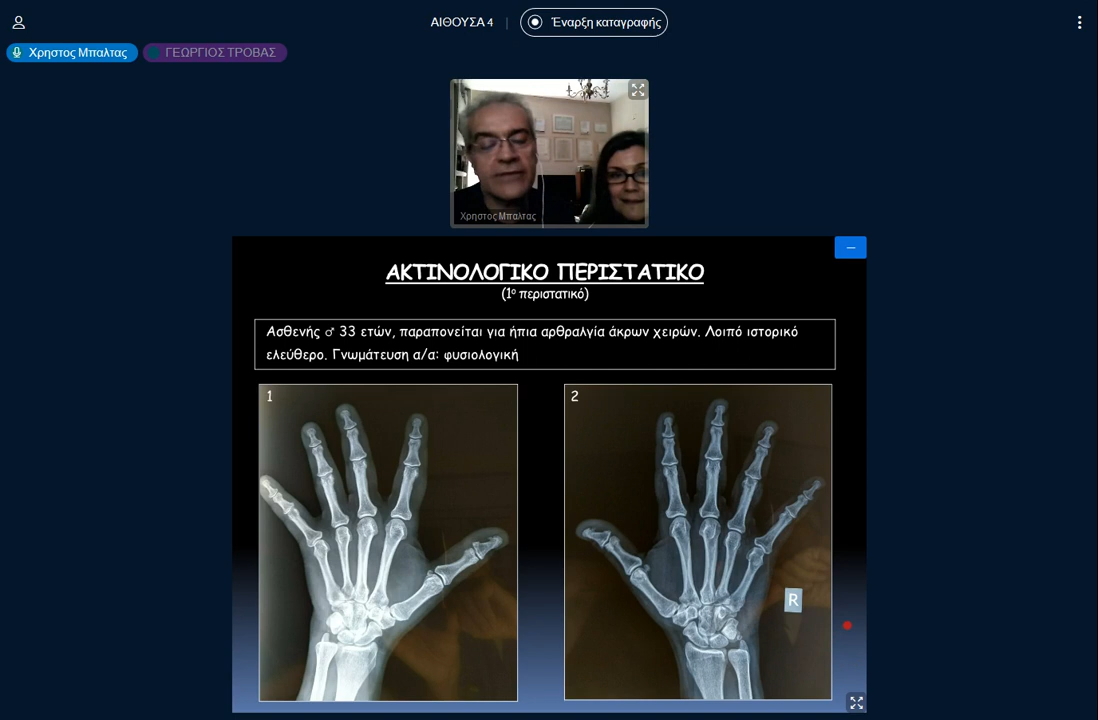 ΑΙΘΟΥΣΑ 4 | Έναρξη καταγραφής
Χρηστος Μπαλτας ΓΕΩΡΓΙΟΣ ΤΡΟΒΑΣ
Χρηστος Μπαλτας
ΑΚΤΙΝΟΛΟΓΙΚΟ ΠΕΡΙΣΤΑΤΙΚΟ
(1º περιστατικό)
Ασθενής ♂ 33 ετών, παραπονείται για ήπια αρθραλγία άκρων χειρών. Λοιπό ιστορικό
ελεύθερο. Γνωμάτευση α/α: φυσιολογική
1
2
R